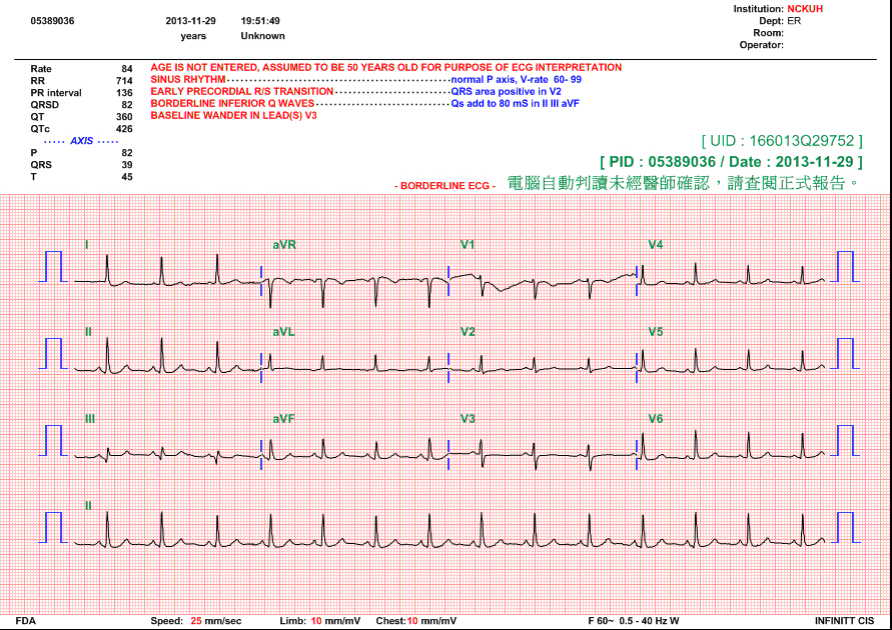 Institution: NCKUH
05389036 2013-11-29 19:51:49 Dept: ER
years Unknown Room:
Operator:
Rate 84 AGE IS NOT ENTERED, ASSUMED TO BE 50 YEARS OLD FOR PURPOSE OF ECG INTERPRETATION
RR 714 SINUS RHYTHM - - - - - - - - - - - - - - - - - - - - - - - - - - - - - - - - - - - - - - - - - normal P axis, V-rate 60- 99
PR interval 136 EARLY PRECORDIAL R/S TRANSITION - - - - - - - - - - - - - - - - - - - - - QRS area positive in V2
QRSD 82 BORDERLINE INFERIOR Q WAVES - - - - - - - - - - - - - - - - - - - - - - - - Qs add to 80 mS in II III aVF
QT 360 BASELINE WANDER IN LEAD(S) V3
QTc 426
----- AXIS -----
P 82
QRS 39
T 45
[ UID : 166013Q29752 ]
[ PID : 05389036 / Date : 2013-11-29 ]
- BORDERLINE ECG - 電腦自動判讀未經醫師確認，請查閱正式報告。
I aVR V1 V4
II aVL V2 V5
III aVF V3 V6
II
FDA Speed: 25 mm/sec Limb: 10 mm/mV Chest: 10 mm/mV F 60~ 0.5 - 40 Hz W INFINITT CIS